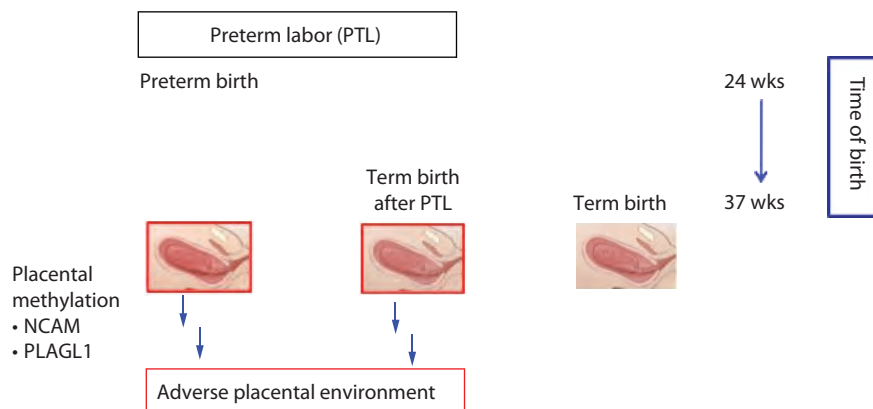 Preterm labor (PTL)
Preterm birth
24 wks
Time of birth
Term birth
after PTL
Term birth
37 wks
Placental
methylation
• NCAM
• PLAGL1
Adverse placental environment